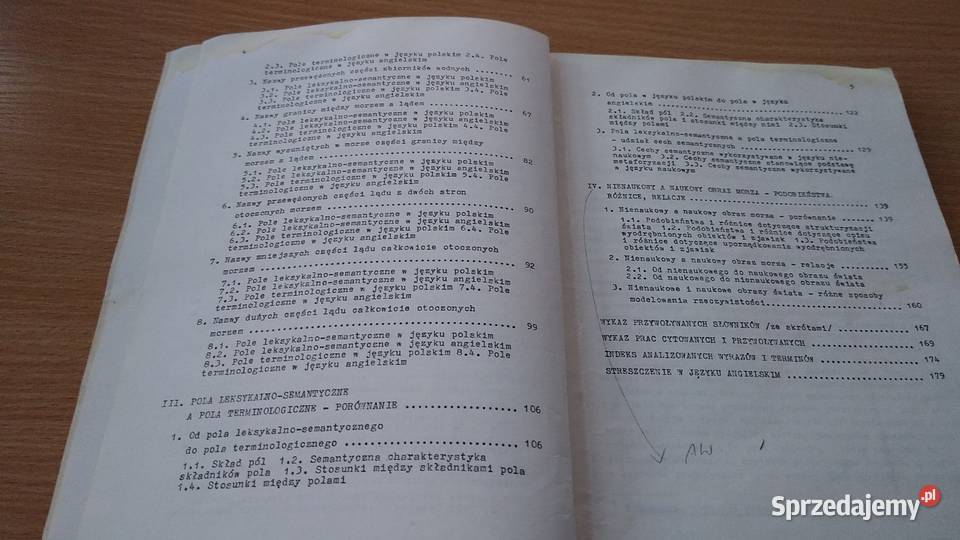 2.3. Pole terminologiczne w języku polskim 2.4. Pole
terminologiczne w języku angielskim
3. Nazwy przewężonych części zbiorników wodnych ........ 61
3.1. Pole leksykalno-semantyczne w języku polskim
3.2. Pole leksykalno-semantyczne w języku angielskim
3.3. Pole terminologiczne w języku polskim 3.4. Pole
terminologiczne w języku angielskim
4. Nazwy granicy między morzem a lądem ........ 67
4.1. Pole leksykalno-semantyczne w języku polskim
4.2. Pole leksykalno-semantyczne w języku angielskim
4.3. Pole terminologiczne w języku polskim 4.4. Pole
terminologiczne w języku angielskim
5. Nazwy wysuniętych w morze części granicy między
morzem a lądem ........ 82
5.1. Pole leksykalno-semantyczne w języku polskim
5.2. Pole leksykalno-semantyczne w języku angielskim
5.3. Pole terminologiczne w języku polskim 5.4. Pole
terminologiczne w języku angielskim
6. Nazwy przewężonych części lądu z dwóch stron
otoczonych morzem ........ 90
6.1. Pole leksykalno-semantyczne w języku polskim
6.2. Pole leksykalno-semantyczne w języku angielskim
6.3. Pole terminologiczne w języku polskim 6.4. Pole
terminologiczne w języku angielskim
7. Nazwy mniejszych części lądu całkowicie otoczonych
morzem ........ 92
7.1. Pole leksykalno-semantyczne w języku polskim
7.2. Pole leksykalno-semantyczne w języku angielskim
7.3. Pole terminologiczne w języku polskim 7.4. Pole
terminologiczne w języku angielskim
8. Nazwy dużych części lądu całkowicie otoczonych
morzem ........ 99
8.1. Pole leksykalno-semantyczne w języku polskim
8.2. Pole leksykalno-semantyczne w języku angielskim
8.3. Pole terminologiczne w języku polskim 8.4. Pole
terminologiczne w języku angielskim
III. POLA LEKSYKALNO-SEMANTYCZNE
A POLA TERMINOLOGICZNE - PORÓWNANIE ........ 106
1. Od pola leksykalno-semantycznego
do pola terminologicznego ........ 106
1.1. Skład pól 1.2. Semantyczna charakterystyka
składników pola 1.3. Stosunki między składnikami pola
1.4. Stosunki między polami
5
2. Od pola w języku polskim do pola w języku
angielskim ........ 122
2.1. Skład pól 2.2. Semantyczna charakterystyka
składników pola i stosunki między nimi 2.3. Stosunki
między polami
3. Pola leksykalno-semantyczne a pola terminologiczne
- udział cech semantycznych ........ 129
3.1. Cechy semantyczne wykorzystywane w języku nie-
naukowym 3.2. Cechy semantyczne stanowiące podstawę
metaforyzacji 3.3. Cechy semantyczne wykorzystywane
w języku naukowym
IV. NIENAUKOWY A NAUKOWY OBRAZ MORZA - PODOBIEŃSTWA,
RÓŻNICE, RELACJE ........ 139
1. Nienaukowy a naukowy obraz morza - porównanie ........ 139
1.1. Podobieństwa i różnice dotyczące strukturyzacji
świata 1.2. Podobieństwa i różnice dotyczące opisu
wyodrębnionych obiektów i zjawisk 1.3. Podobieństwa
i różnice dotyczące uporządkowania wyodrębnionych
obiektów i zjawisk
2. Nienaukowy a naukowy obraz morza - relacje ........ 155
2.1. Od nienaukowego do naukowego obrazu świata
2.2. Od naukowego do nienaukowego obrazu świata
3. Nienaukowe i naukowe obrazy świata - różne sposoby
modelowania rzeczywistości ........ 160
WYKAZ PRZYWOŁYWANYCH SŁOWNIKÓW /ze skrótami/ ........ 167
WYKAZ PRAC CYTOWANYCH I PRZYWOŁYWANYCH ........ 169
INDEKS ANALIZOWANYCH WYRAZÓW I TERMINÓW ........ 174
STRESZCZENIE W JĘZYKU ANGIELSKIM ........ 179
Sprzedajemy .pl